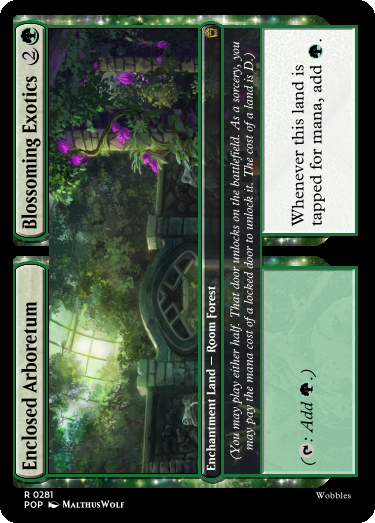 Enclosed Arboretum
Blossoming Exotics 2
Enchantment Land — Room Forest
(You may play either half. That door unlocks on the battlefield. As a sorcery, you
may pay the mana cost of a locked door to unlock it. The cost of a land is D.)
( : Add .)
Whenever this land is
tapped for mana, add .
R 0281
POP MalthusWolf
Wobbles